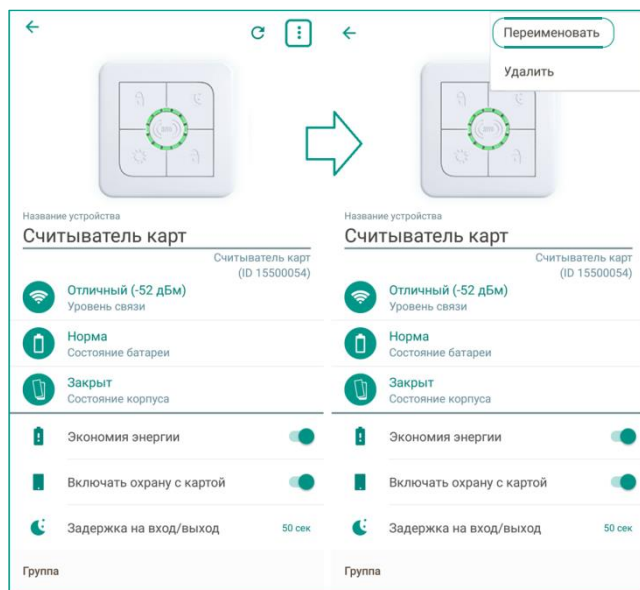 Название устройства
Считыватель карт
Считыватель карт
(ID 15500054)
Отличный (-52 дБм)
Уровень связи
Норма
Состояние батареи
Закрыт
Состояние корпуса
Экономия энергии
Включать охрану с картой
Задержка на вход/выход
50 сек
Группа
Переименовать
Удалить
Название устройства
Считыватель карт
Считыватель карт
(ID 15500054)
Отличный (-52 дБм)
Уровень связи
Норма
Состояние батареи
Закрыт
Состояние корпуса
Экономия энергии
Включать охрану с картой
Задержка на вход/выход
50 сек
Группа